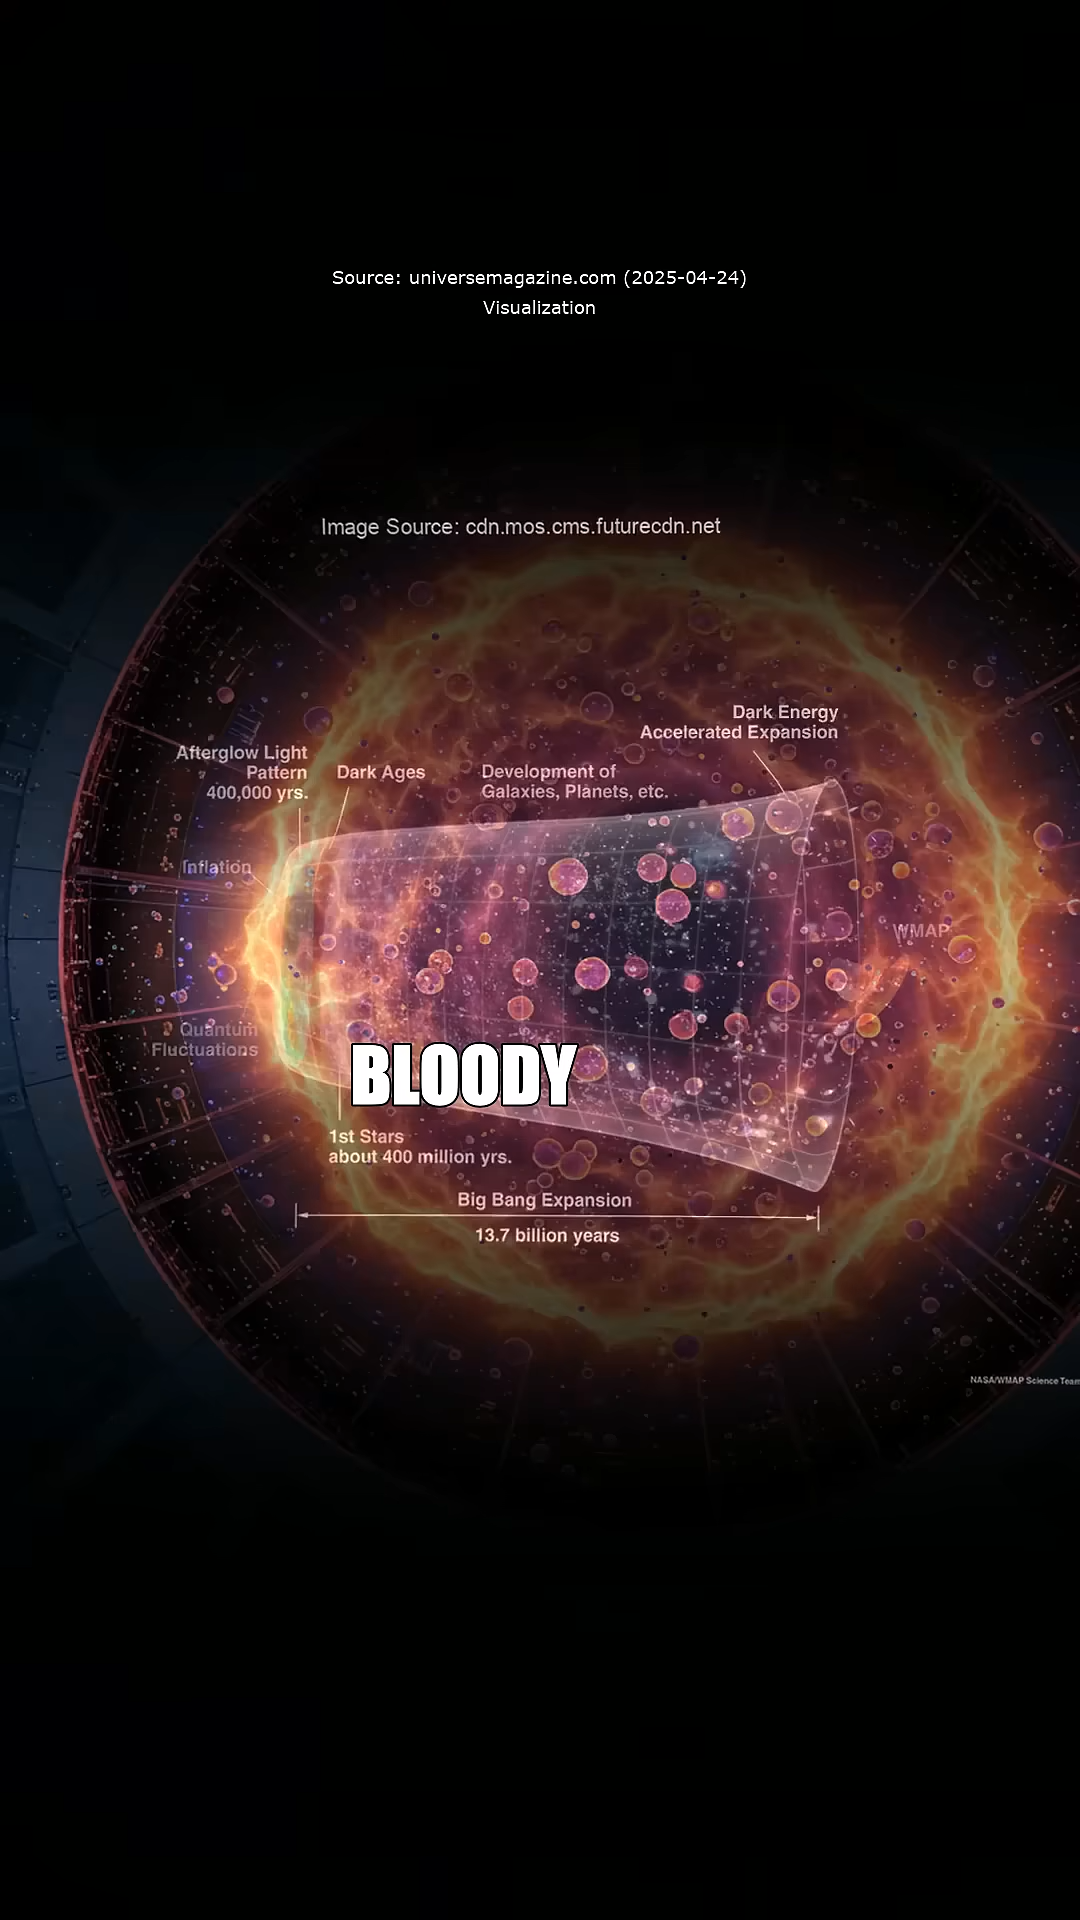 Source: universemagazine.com (2025-04-24)
Visualization
Image Source: cdn.mos.cms.futurecdn.net
Dark Energy
Accelerated Expansion
Afterglow Light
Pattern
400,000 yrs.
Dark Ages
Development of
Galaxies, Planets, etc.
Inflation
WMAP
Quantum
Fluctuations
BLOODY
1st Stars
about 400 million yrs.
Big Bang Expansion
13.7 billion years
NASA/WMAP Science Team